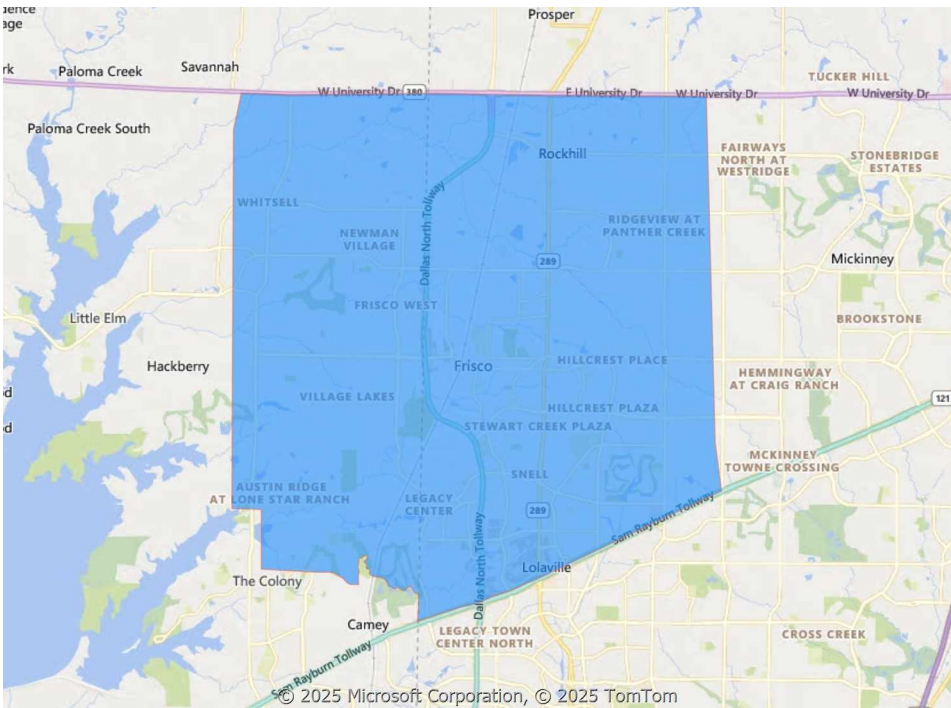 Prosper
dence
age
rk
Paloma Creek
Savannah
TUCKER HILL
W University Dr
380
E University Dr
W University Dr
W University Dr
Paloma Creek South
Rockhill
FAIRWAYS
NORTH AT
WESTRIDGE
STONEBRIDGE
ESTATES
WHITSELL
Dallas North Tollway
NEWMAN
VILLAGE
RIDGEVIEW AT
PANTHER CREEK
289
Mckinney
FRISCO WEST
Little Elm
BROOKSTONE
Hackberry
Frisco
HILLCREST PLACE
HEMMINGWAY
AT CRAIG RANCH
d
VILLAGE LAKES
HILLCREST PLAZA
121
d
STEWART CREEK PLAZA
MCKINNEY
TOWNE CROSSING
SNELL
AUSTIN RIDGE
AT LONE STAR RANCH
LEGACY
CENTER
289
Sam Rayburn Tollway
Dallas North Tollway
Lolaville
The Colony
Camey
LEGACY TOWN
CENTER NORTH
CROSS CREEK
Sam Rayburn Tollway
© 2025 Microsoft Corporation, © 2025 TomTom